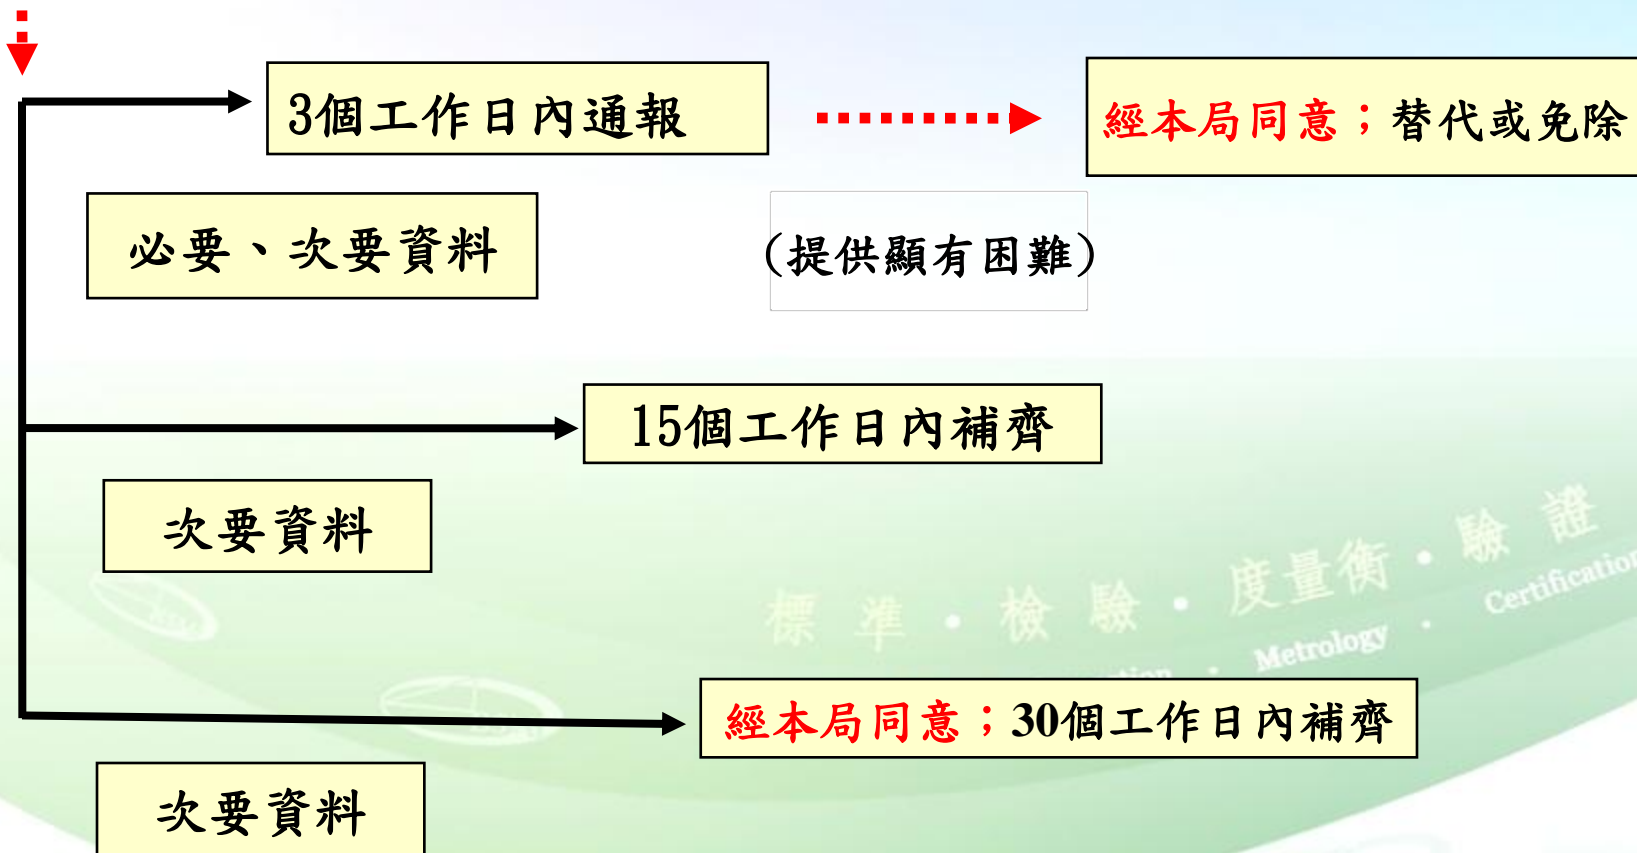 3個工作日內通報
經本局同意；替代或免除
必要、次要資料
(提供顯有困難)
15個工作日內補齊
次要資料
標準・檢驗・度量衡・驗證
Metrology · Certification
經本局同意；30個工作日內補齊
次要資料